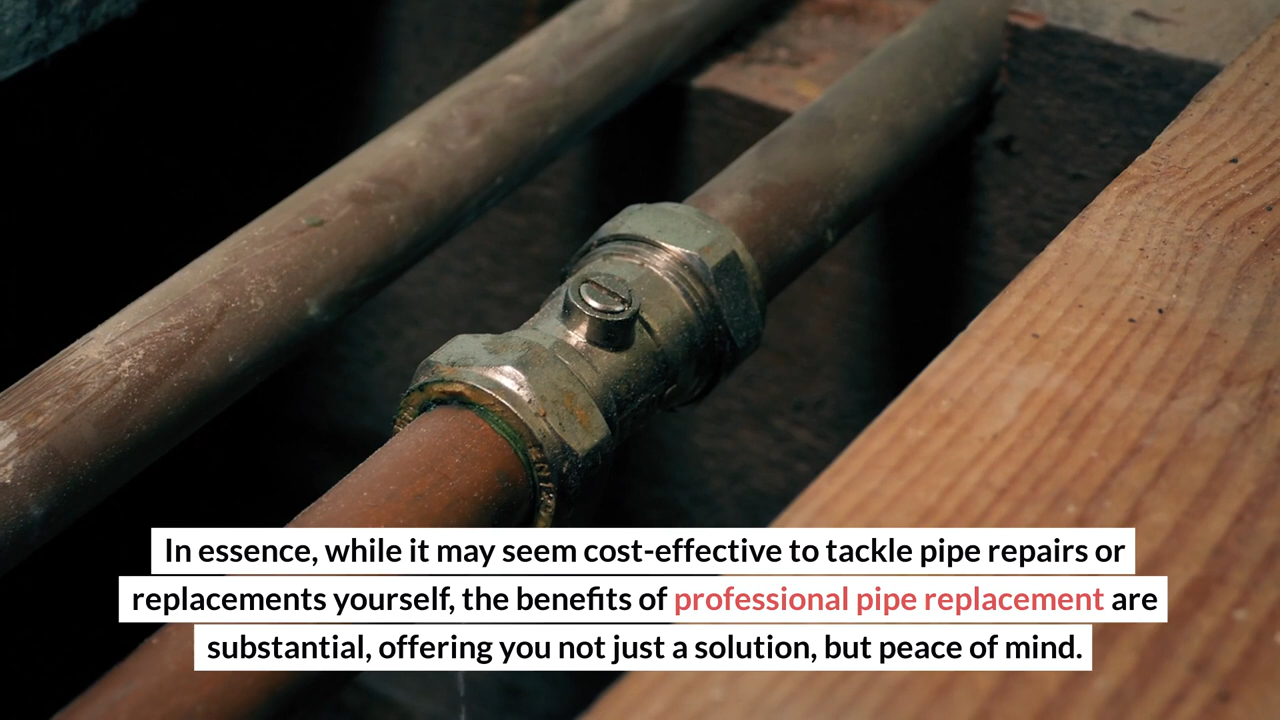 In essence, while it may seem cost-effective to tackle pipe repairs or
replacements yourself, the benefits of professional pipe replacement are
substantial, offering you not just a solution, but peace of mind.